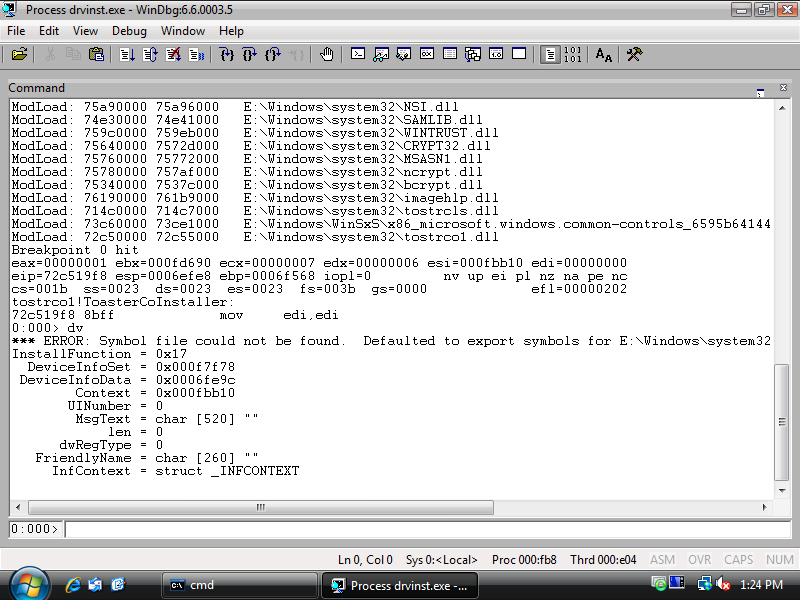 Process drvinst.exe - WinDbg:6.6.0003.5
File Edit View Debug Window Help
Command
ModLoad: 75a90000 75a96000   E:\Windows\system32\NSI.dll
ModLoad: 74e30000 74e41000   E:\Windows\system32\SAMLIB.dll
ModLoad: 759c0000 759eb000   E:\Windows\system32\WINTRUST.dll
ModLoad: 75640000 7572d000   E:\Windows\system32\CRYPT32.dll
ModLoad: 75760000 75772000   E:\Windows\system32\MSASN1.dll
ModLoad: 75780000 757af000   E:\Windows\system32\ncrypt.dll
ModLoad: 75340000 7537c000   E:\Windows\system32\bcrypt.dll
ModLoad: 76190000 761b9000   E:\Windows\system32\imagehlp.dll
ModLoad: 714c0000 714c7000   E:\Windows\system32\tostrcls.dll
ModLoad: 73c60000 73ce1000   E:\Windows\WinSxS\x86_microsoft.windows.common-controls_6595b64144
ModLoad: 72c50000 72c55000   E:\Windows\system32\tostrco1.dll
Breakpoint 0 hit
eax=00000001 ebx=000fd690 ecx=00000007 edx=00000006 esi=000fbb10 edi=00000000
eip=72c519f8 esp=0006efe8 ebp=0006f568 iopl=0         nv up ei pl nz na pe nc
cs=001b  ss=0023  ds=0023  es=0023  fs=003b  gs=0000             efl=00000202
tostrco1!ToasterCoInstaller:
72c519f8 8bff            mov     edi,edi
0:000> dv
*** ERROR: Symbol file could not be found.  Defaulted to export symbols for E:\Windows\system32
InstallFunction = 0x17
DeviceInfoSet = 0x000f7f78
DeviceInfoData = 0x0006fe9c
Context = 0x000fbb10
UINumber = 0
MsgText = char [520] ""
len = 0
dwRegType = 0
FriendlyName = char [260] ""
InfContext = struct _INFCONTEXT
0:000>
Ln 0, Col 0 Sys 0:<Local> Proc 000:fb8 Thrd 000:e04 ASM OVR CAPS NUM
cmd Process drvinst.exe -... 1:24 PM